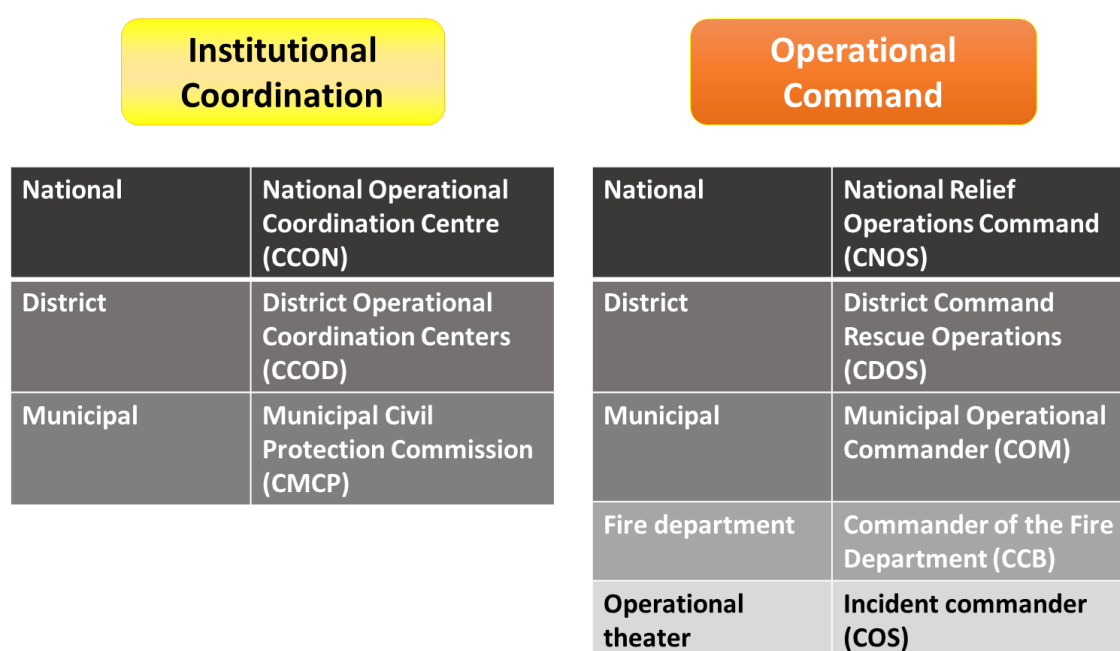 Institutional
Coordination
National
National Operational
Coordination Centre
(CCON)
District
District Operational
Coordination Centers
(CCOD)
Municipal
Municipal Civil
Protection Commission
(CMCP)
Operational
Command
National
National Relief
Operations Command
(CNOS)
District
District Command
Rescue Operations
(CDOS)
Municipal
Municipal Operational
Commander (COM)
Fire department
Commander of the Fire
Department (CCB)
Operational
theater
Incident commander
(COS)